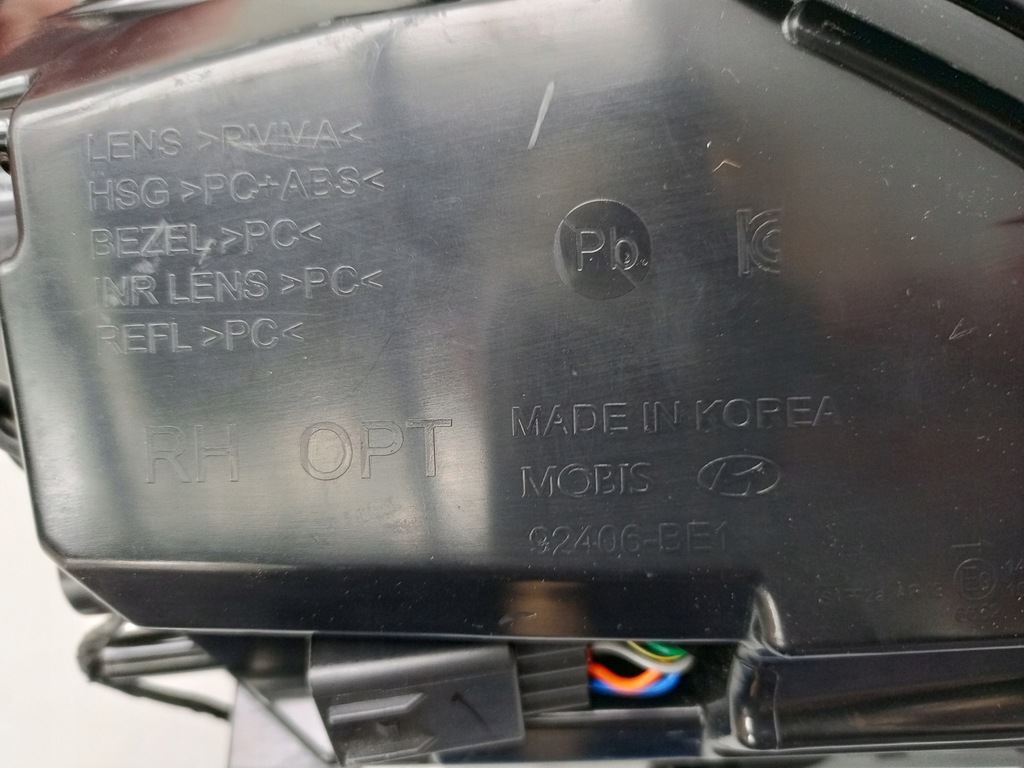 LENS >PMMA<
HSG >PC+ABS<
BEZEL >PC<
INR LENS >PC<
REFL >PC<
Pb
KC
RH OPT
MADE IN KOREA
MOBIS
92406-BE1